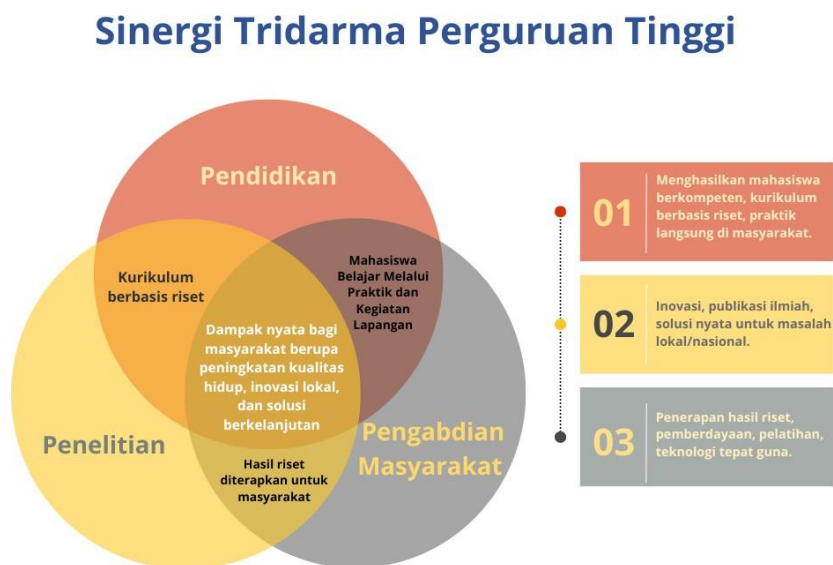 Sinergi Tridarma Perguruan Tinggi
Pendidikan
Kurikulum
berbasis riset
Mahasiswa
Belajar Melalui
Praktik dan
Kegiatan
Lapangan
Dampak nyata bagi
masyarakat berupa
peningkatan kualitas
hidup, inovasi lokal,
dan solusi
berkelanjutan
Penelitian
Pengabdian
Masyarakat
Hasil riset
diterapkan untuk
masyarakat
01
Menghasilkan mahasiswa
berkompeten, kurikulum
berbasis riset, praktik
langsung di masyarakat.
02
Inovasi, publikasi ilmiah,
solusi nyata untuk masalah
lokal/nasional.
03
Penerapan hasil riset,
pemberdayaan, pelatihan,
teknologi tepat guna.